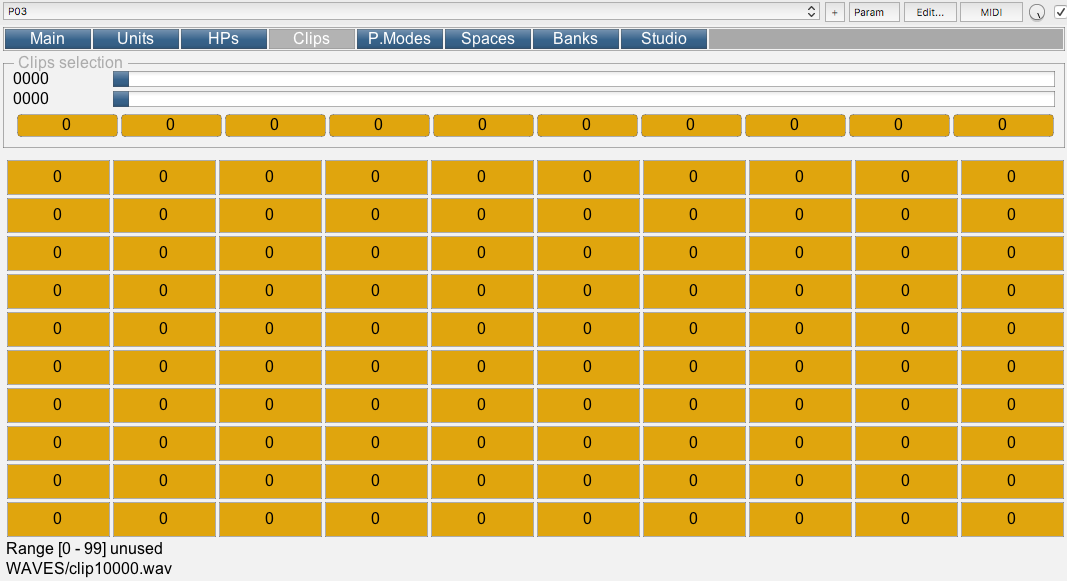 P03 + Param Edit... MIDI
Main Units HPs Clips P.Modes Spaces Banks Studio
Clips selection
0000
0000
0 0 0 0 0 0 0 0 0 0
0 0 0 0 0 0 0 0 0 0
0 0 0 0 0 0 0 0 0 0
0 0 0 0 0 0 0 0 0 0
0 0 0 0 0 0 0 0 0 0
0 0 0 0 0 0 0 0 0 0
0 0 0 0 0 0 0 0 0 0
0 0 0 0 0 0 0 0 0 0
0 0 0 0 0 0 0 0 0 0
0 0 0 0 0 0 0 0 0 0
0 0 0 0 0 0 0 0 0 0
Range [0 - 99] unused
WAVES/clip10000.wav